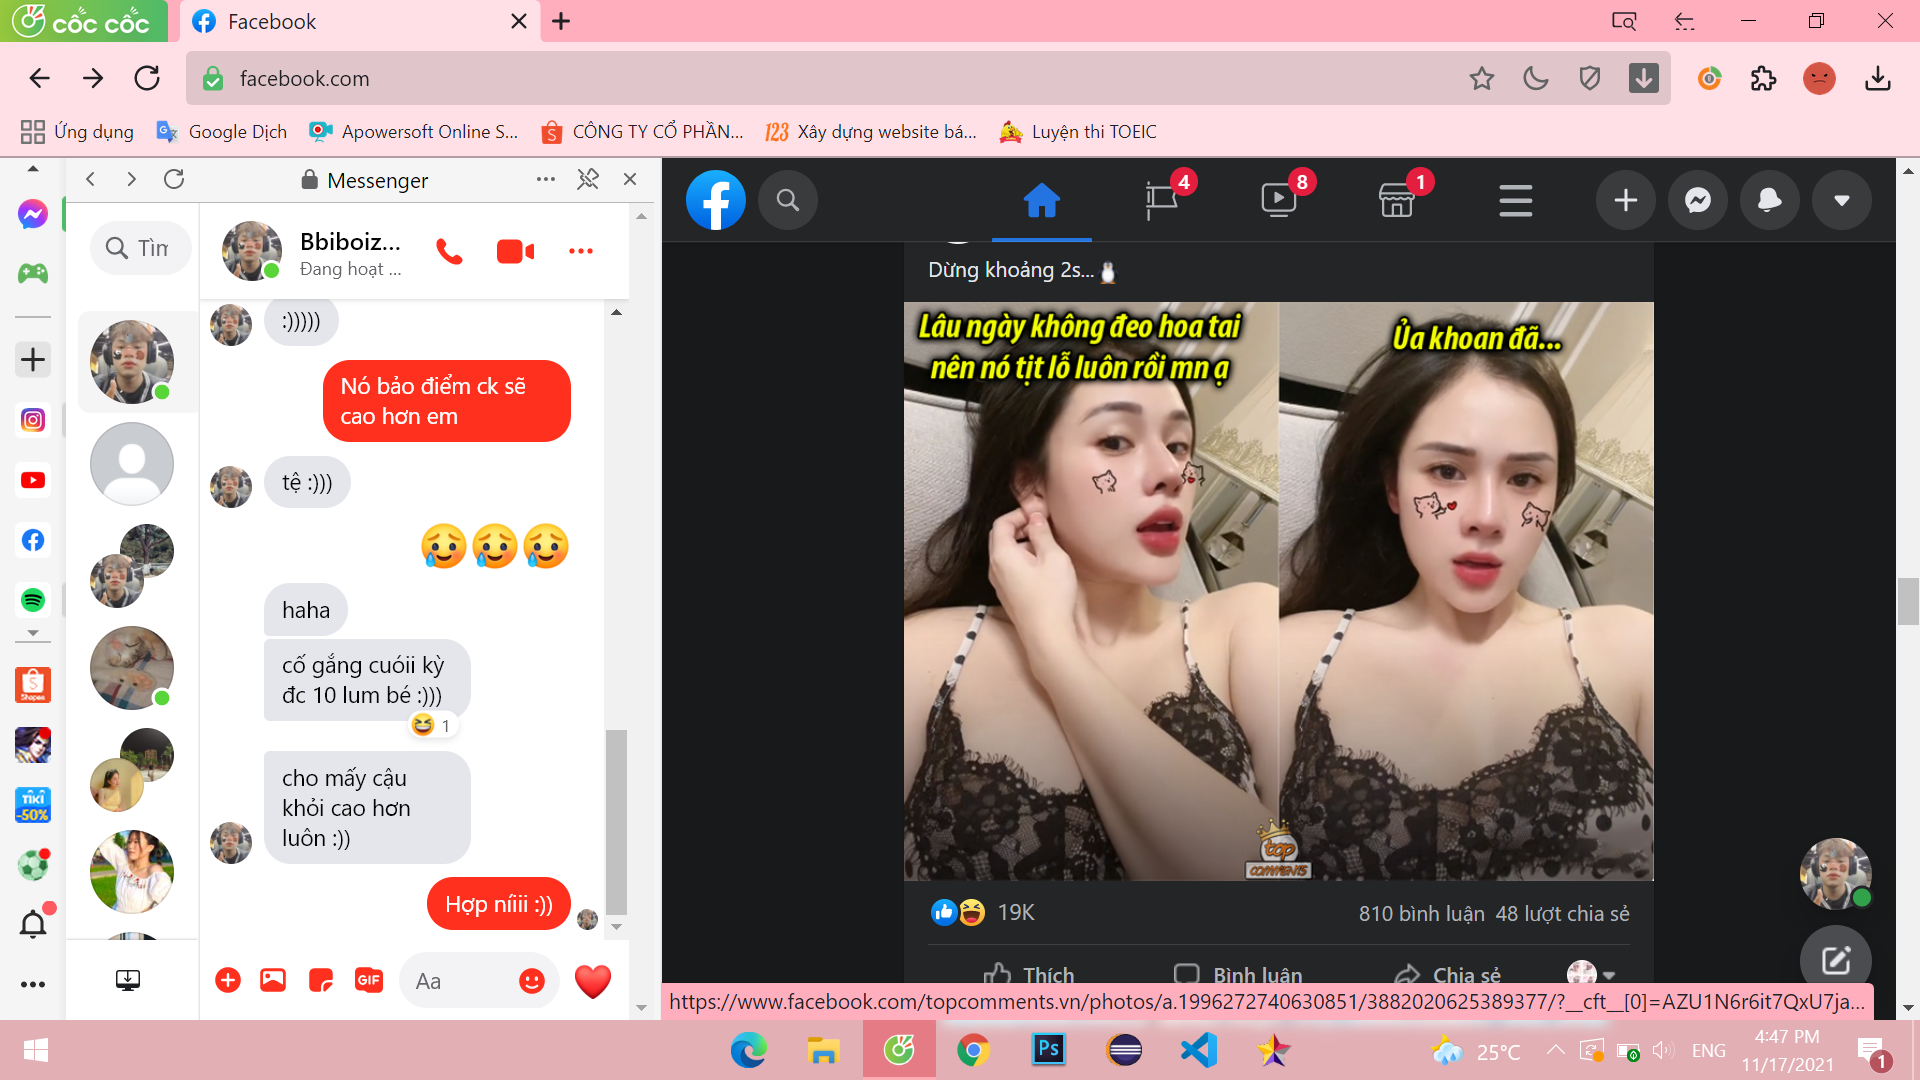 cốc cốc
Facebook
facebook.com
Ứng dụng
Google Dịch
Apowersoft Online S...
CÔNG TY CỔ PHẦN...
123
Xây dựng website bá...
Luyện thi TOEIC
Messenger
Tìm
Bbiboiz...
Đang hoạt ...
:)))))
Nó bảo điểm ck sẽ
cao hơn em
tệ :)))
haha
cố gắng cuóii kỳ
đc 10 lum bé :)))
1
cho mấy cậu
khỏi cao hơn
luôn :))
Hợp níiii :))
GIF
Aa
Shopee
TIKI
-50%
4
8
1
Dừng khoảng 2s...
Lâu ngày không đeo hoa tai
nên nó tịt lỗ luôn rồi mn ạ
Ủa khoan đã...
top
COMMENTS
19K
810 bình luận
48 lượt chia sẻ
Thích
Bình luận
Chia sẻ
https://www.facebook.com/topcomments.vn/photos/a.1996272740630851/3882020625389377/?__cft__[0]=AZU1N6r6it7QxU7ja...
Ps
25°C
ENG
4:47 PM
11/17/2021
1